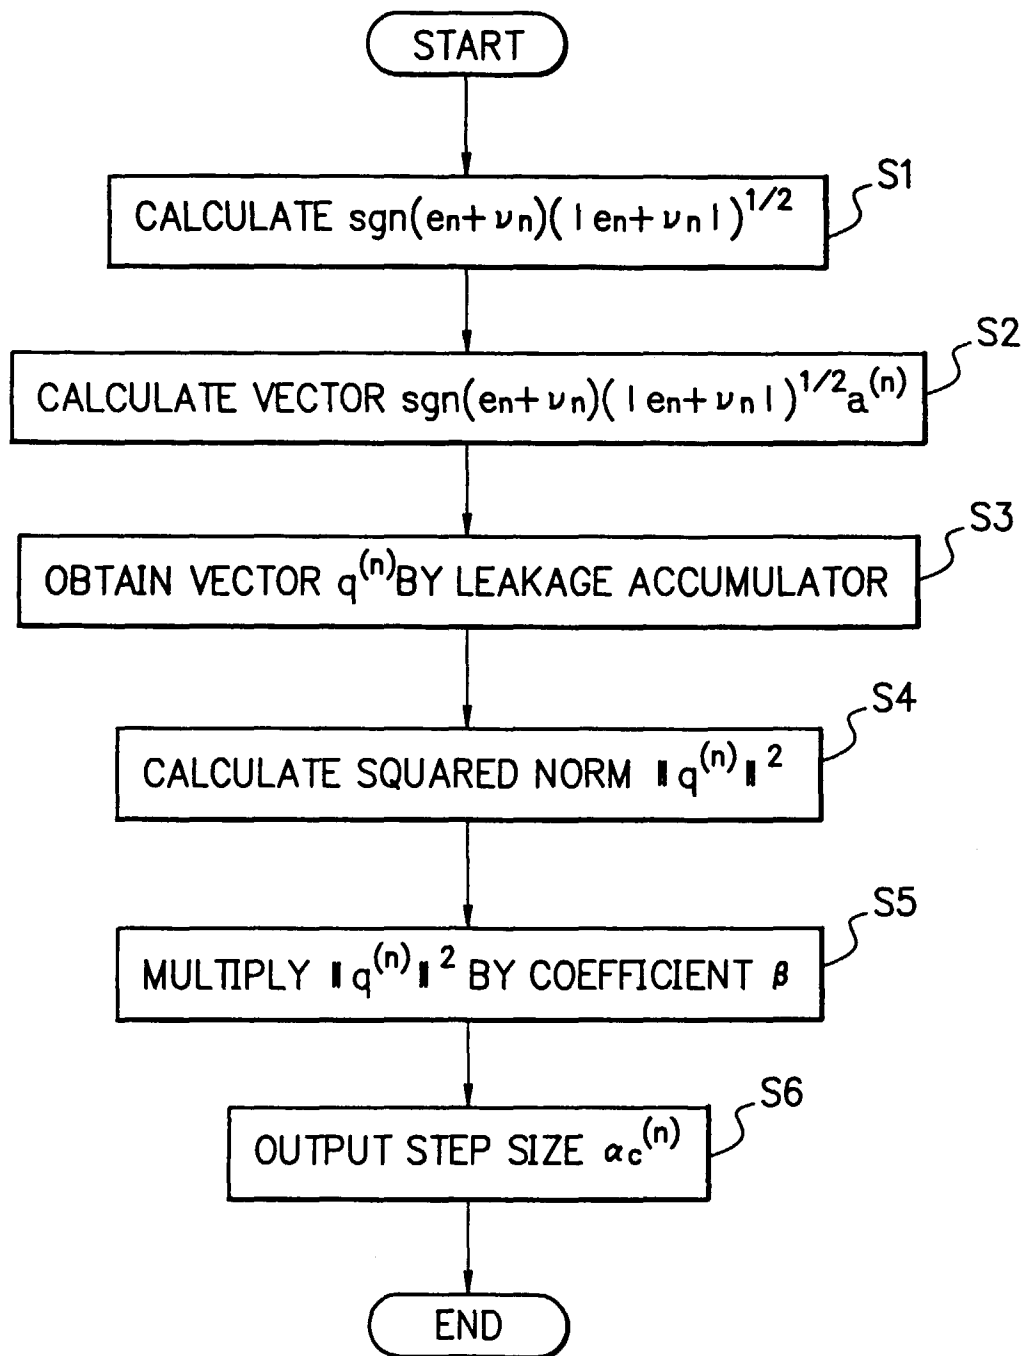 START
S1
CALCULATE sgn(en+νn)(|en+νn|)^1/2
S2
CALCULATE VECTOR sgn(en+νn)(|en+νn|)^1/2 a^(n)
S3
OBTAIN VECTOR q^(n) BY LEAKAGE ACCUMULATOR
S4
CALCULATE SQUARED NORM ‖q^(n)‖^2
S5
MULTIPLY ‖q^(n)‖^2 BY COEFFICIENT β
S6
OUTPUT STEP SIZE αc^(n)
END